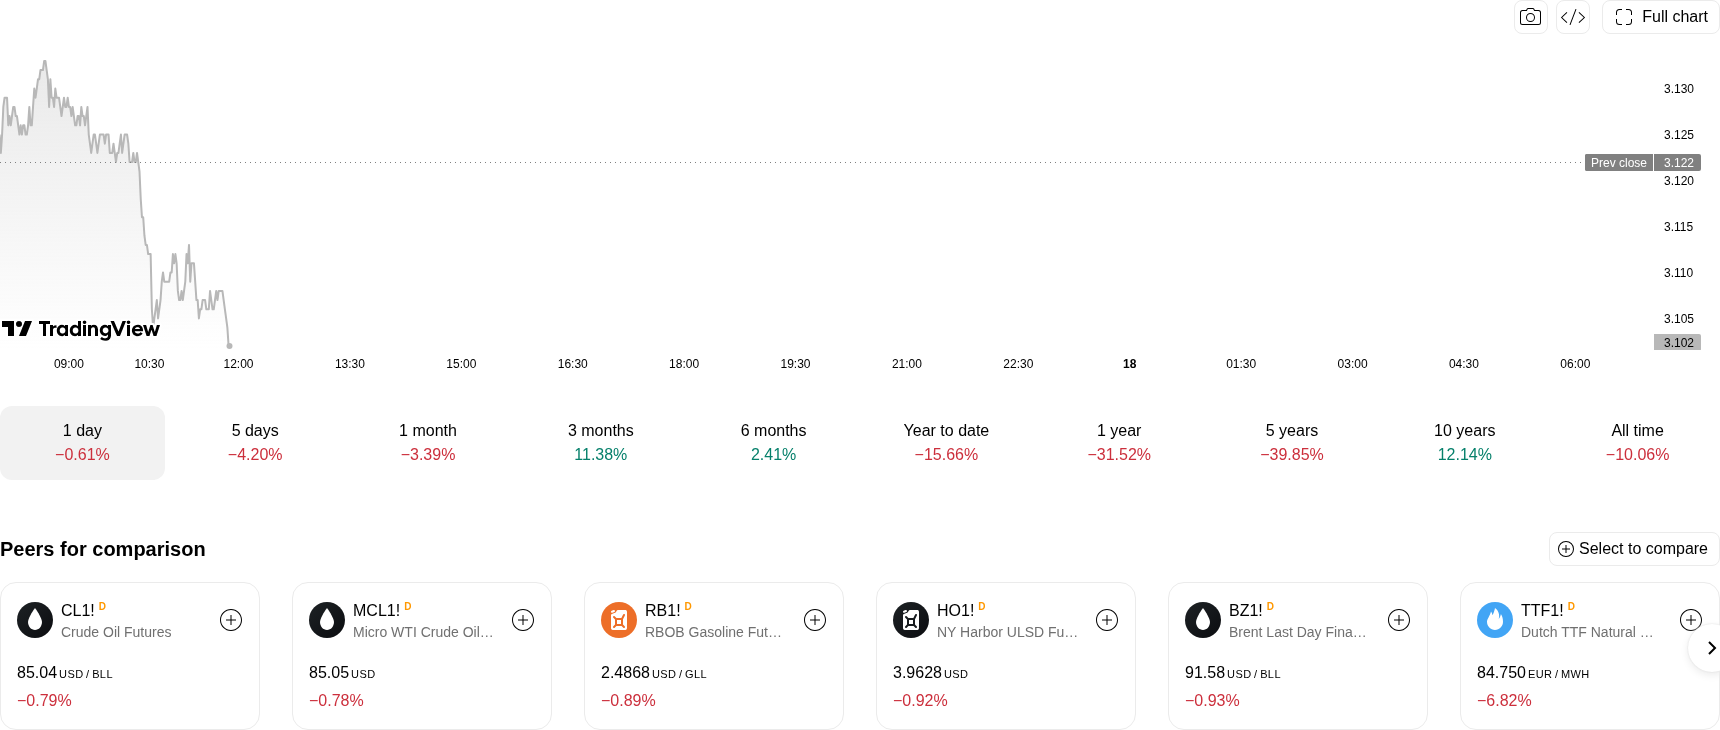 Full chart
3.130
3.125
Prev close 3.122
3.120
3.115
3.110
3.105
3.102
TradingView
09:00 10:30 12:00 13:30 15:00 16:30 18:00 19:30 21:00 22:30 18 01:30 03:00 04:30 06:00
1 day 5 days 1 month 3 months 6 months Year to date 1 year 5 years 10 years All time
−0.61% −4.20% −3.39% 11.38% 2.41% −15.66% −31.52% −39.85% 12.14% −10.06%
Peers for comparison
Select to compare
CL1! D
Crude Oil Futures
85.04 USD / BLL
−0.79%
MCL1! D
Micro WTI Crude Oil…
85.05 USD
−0.78%
RB1! D
RBOB Gasoline Fut…
2.4868 USD / GLL
−0.89%
HO1! D
NY Harbor ULSD Fu…
3.9628 USD
−0.92%
BZ1! D
Brent Last Day Fina…
91.58 USD / BLL
−0.93%
TTF1! D
Dutch TTF Natural …
84.750 EUR / MWH
−6.82%